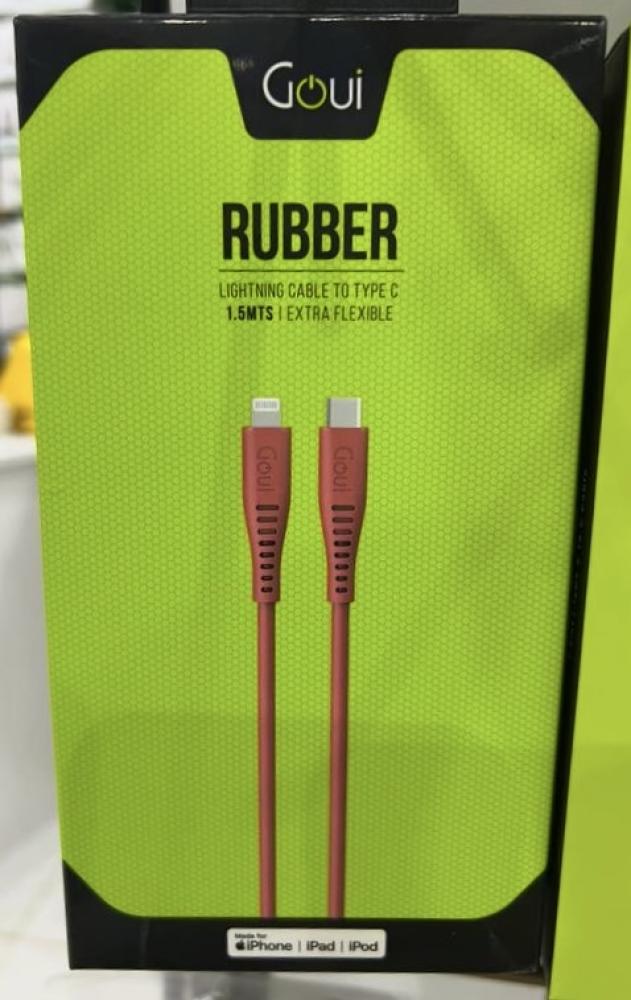 Goui
RUBBER
LIGHTNING CABLE TO TYPE C
1.5MTS | EXTRA FLEXIBLE
Goui Goui
Made for
iPhone | iPad | iPod